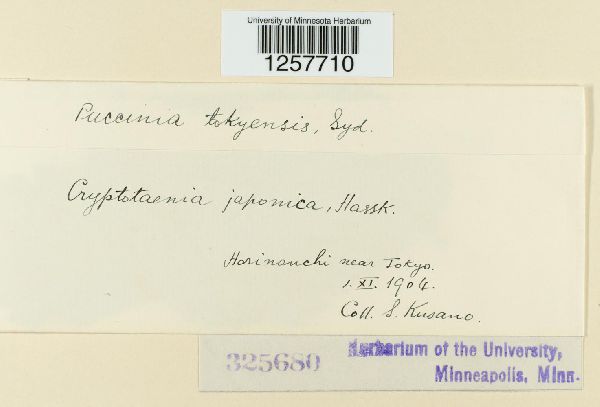 University of Minnesota Herbarium
1257710
Puccinia tokyensis, Syd.
Cryptotaenia japonica, Hassk.
Horinouchi near Tokyo.
1. XI. 1904.
Coll. S. Kusano.
325680
Herbarium of the University,
Minneapolis, Minn.